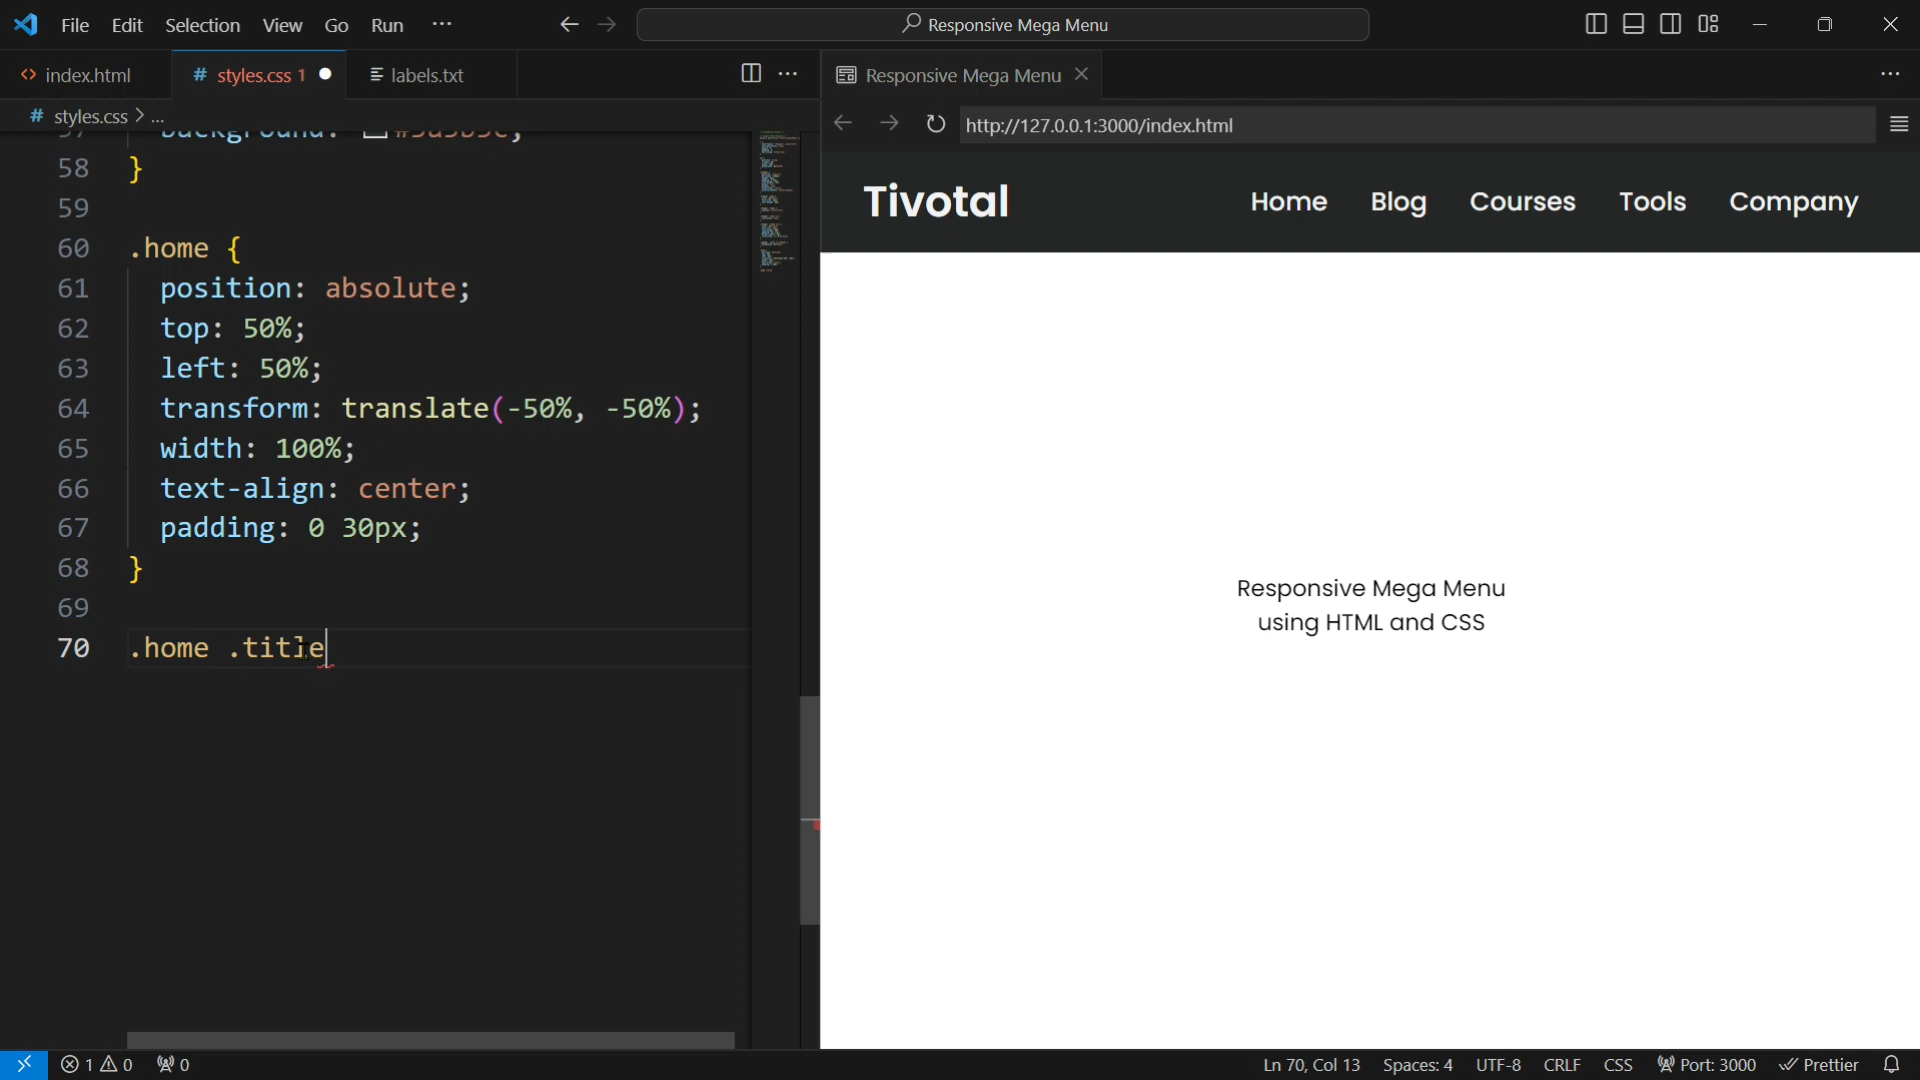 File Edit Selection View Go Run ···
Responsive Mega Menu
index.html
# styles.css 1
labels.txt
Responsive Mega Menu
# styles.css > ...
http://127.0.0.1:3000/index.html
58 }
59
60 .home {
61 position: absolute;
62 top: 50%;
63 left: 50%;
64 transform: translate(-50%, -50%);
65 width: 100%;
66 text-align: center;
67 padding: 0 30px;
68 }
69
70 .home .title
Tivotal
Home Blog Courses Tools Company
Responsive Mega Menu
using HTML and CSS
1 0 0
Ln 70, Col 13 Spaces: 4 UTF-8 CRLF CSS Port: 3000 Prettier